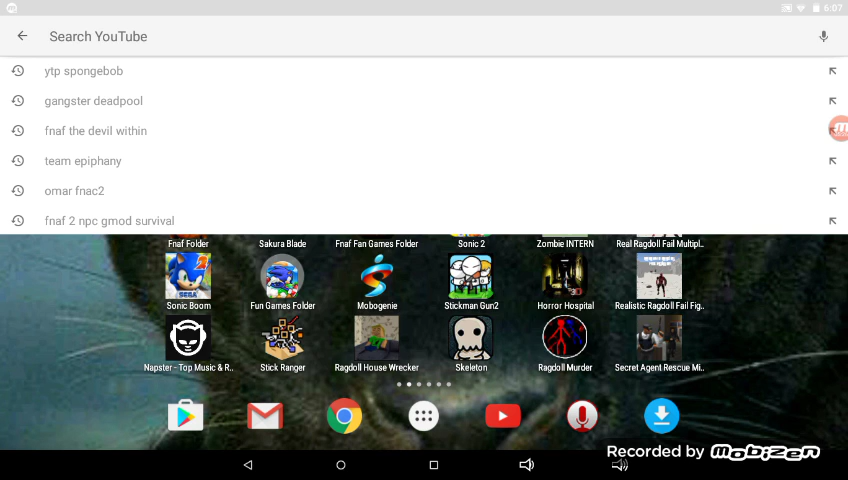 6:07
Search YouTube
ytp spongebob
gangster deadpool
fnaf the devil within
team epiphany
omar fnac2
fnaf 2 npc gmod survival
Fnaf Folder Sakura Blade Fnaf Fan Games Folder Sonic 2 Zombie INTERN Real Ragdoll Fail Multipl..
SEGA
Sonic Boom Fun Games Folder Mobogenie Stickman Gun2 Horror Hospital Realistic Ragdoll Fail Fig..
Napster - Top Music & R.. Stick Ranger Ragdoll House Wrecker Skeleton Ragdoll Murder Secret Agent Rescue Mi..
Recorded by mobizen